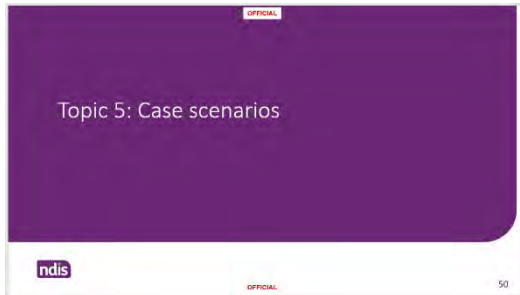 OFFICIAL
Topic 5: Case scenarios
ndis
OFFICIAL
50